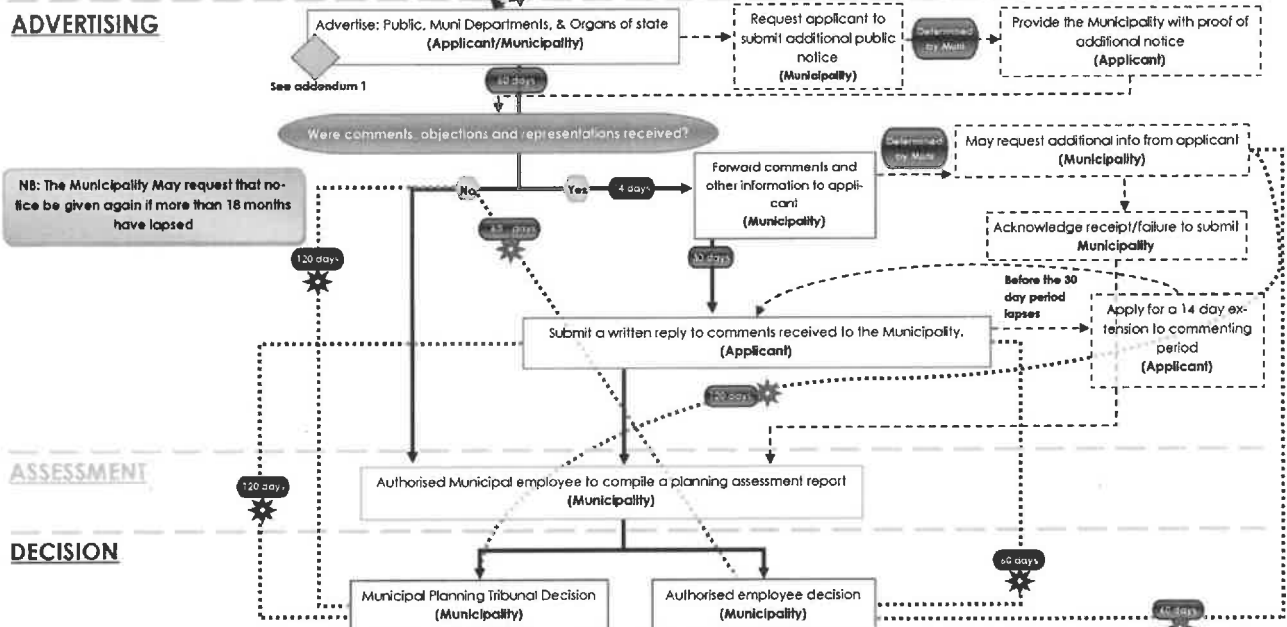 ADVERTISING
Advertise: Public, Muni Departments, & Organs of state
(Applicant/Municipality)
See addendum 1
Request applicant to
submit additional public
notice
(Municipality)
Determined
by Muni
Provide the Municipality with proof of
additional notice
(Applicant)
60 days
Were comments, objections and representations received?
NB: The Municipality May request that no-
tice be given again if more than 18 months
have lapsed
No
Yes
14 days
Forward comments and
other information to appli-
cant
(Municipality)
Determined
by Muni
May request additional info from applicant
(Municipality)
Acknowledge receipt/failure to submit
Municipality
days
120 days
30 days
Before the 30
day period
lapses
Apply for a 14 day ex-
tension to commenting
period
(Applicant)
Submit a written reply to comments received to the Municipality.
(Applicant)
120 days
ASSESSMENT
Authorised Municipal employee to compile a planning assessment report
(Municipality)
120 days
DECISION
60 days
Municipal Planning Tribunal Decision
(Municipality)
Authorised employee decision
(Municipality)
60 days